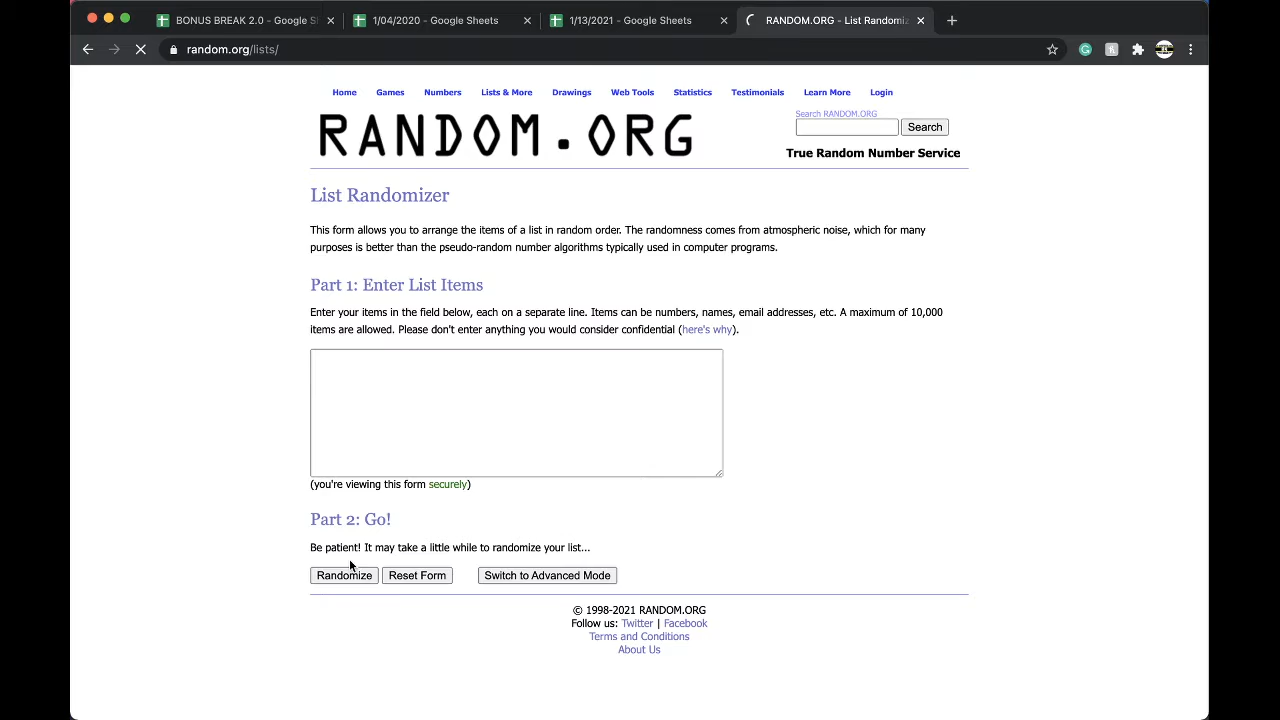 BONUS BREAK 2.0 - Google S
1/04/2020 - Google Sheets
1/13/2021 - Google Sheets
RANDOM.ORG - List Randomiz
random.org/lists/
Home Games Numbers Lists & More Drawings Web Tools Statistics Testimonials Learn More Login
RANDOM.ORG
Search RANDOM.ORG
Search
True Random Number Service
List Randomizer
This form allows you to arrange the items of a list in random order. The randomness comes from atmospheric noise, which for many
purposes is better than the pseudo-random number algorithms typically used in computer programs.
Part 1: Enter List Items
Enter your items in the field below, each on a separate line. Items can be numbers, names, email addresses, etc. A maximum of 10,000
items are allowed. Please don't enter anything you would consider confidential (here's why).
(you're viewing this form securely)
Part 2: Go!
Be patient! It may take a little while to randomize your list...
Randomize Reset Form Switch to Advanced Mode
© 1998-2021 RANDOM.ORG
Follow us: Twitter | Facebook
Terms and Conditions
About Us